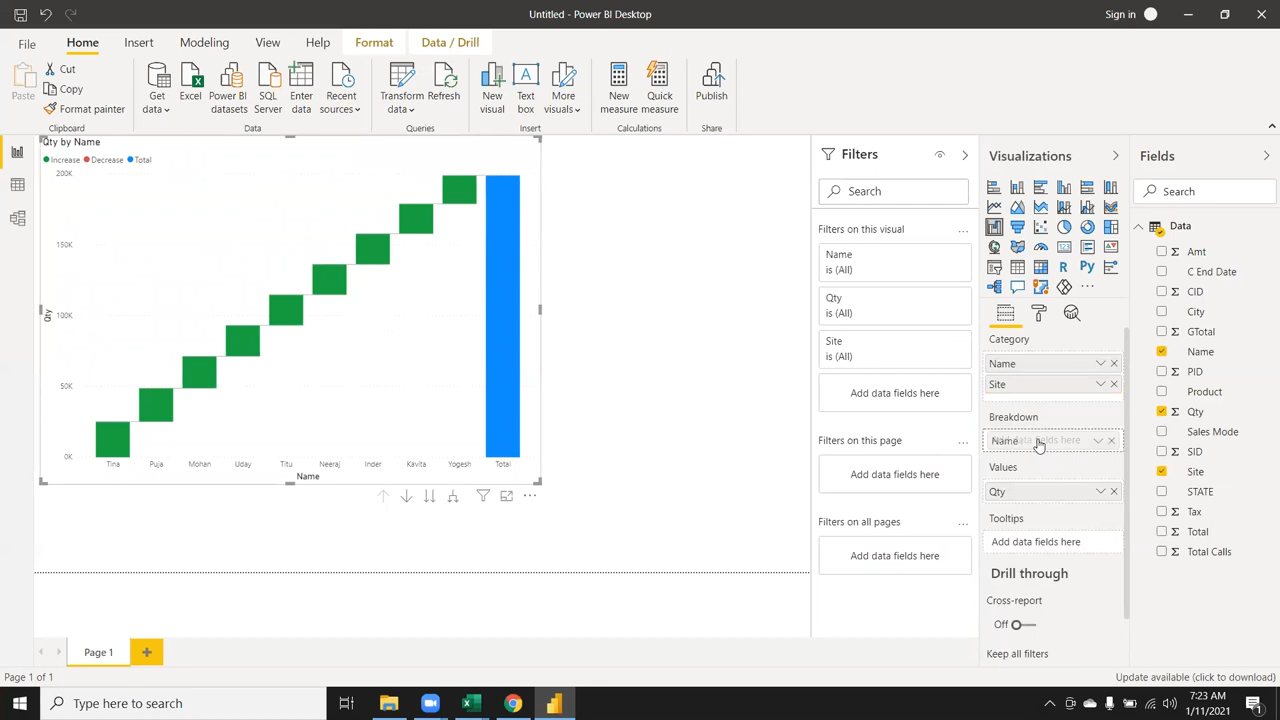 Untitled - Power BI Desktop
Sign in
File
Home
Insert
Modeling
View
Help
Format
Data / Drill
Paste
Cut
Copy
Format painter
Clipboard
Get data
Excel
Power BI datasets
SQL Server
Enter data
Recent sources
Data
Transform data
Refresh
Queries
New visual
Text box
More visuals
Insert
New measure
Quick measure
Calculations
Publish
Share
Qty by Name
Increase Decrease Total
200K
150K
100K
50K
0K
Qty
Tina Puja Mohan Uday Titu Neeraj Inder Kavita Yogesh Total
Name
Filters
Search
Filters on this visual
Name
is (All)
Qty
is (All)
Site
is (All)
Add data fields here
Filters on this page
Add data fields here
Filters on all pages
Add data fields here
Visualizations
R
Py
123
Category
Name
Site
Breakdown
Name
Add data fields here
Values
Qty
Tooltips
Add data fields here
Drill through
Cross-report
Off
Keep all filters
Fields
Search
Data
Amt
C End Date
CID
City
GTotal
Name
PID
Product
Qty
Sales Mode
SID
Site
STATE
Tax
Total
Total Calls
Page 1
Page 1 of 1
Update available (click to download)
Type here to search
7:23 AM
1/11/2021